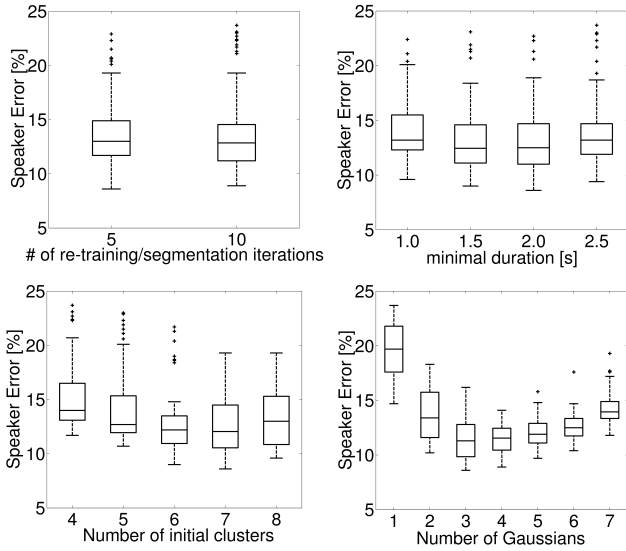 Speaker Error [%]
25
20
15
10
5
5 10
# of re-training/segmentation iterations
Speaker Error [%]
25
20
15
10
5
1.0 1.5 2.0 2.5
minimal duration [s]
Speaker Error [%]
25
20
15
10
5
4 5 6 7 8
Number of initial clusters
Speaker Error [%]
25
20
15
10
5
1 2 3 4 5 6 7
Number of Gaussians